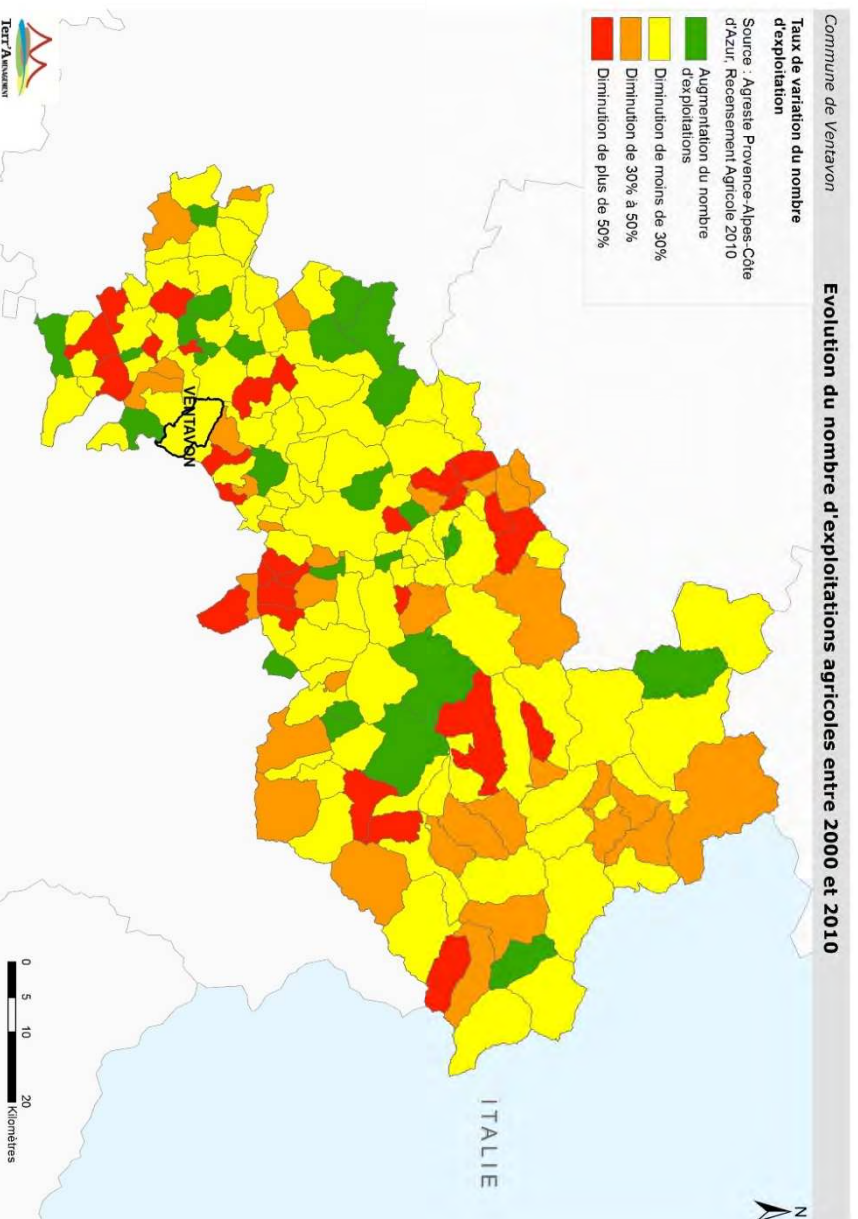 Commune de Ventavon
Evolution du nombre d'exploitations agricoles entre 2000 et 2010
Taux de variation du nombre
d'exploitation
Source : Agreste Provence-Alpes-Côte
d'Azur, Recensement Agricole 2010
Augmentation du nombre
d'exploitations
Diminution de moins de 30%
Diminution de 30% à 50%
Diminution de plus de 50%
N
ITALIE
VENTAVON
Terr'Aménagement
0 5 10 20
Kilomètres